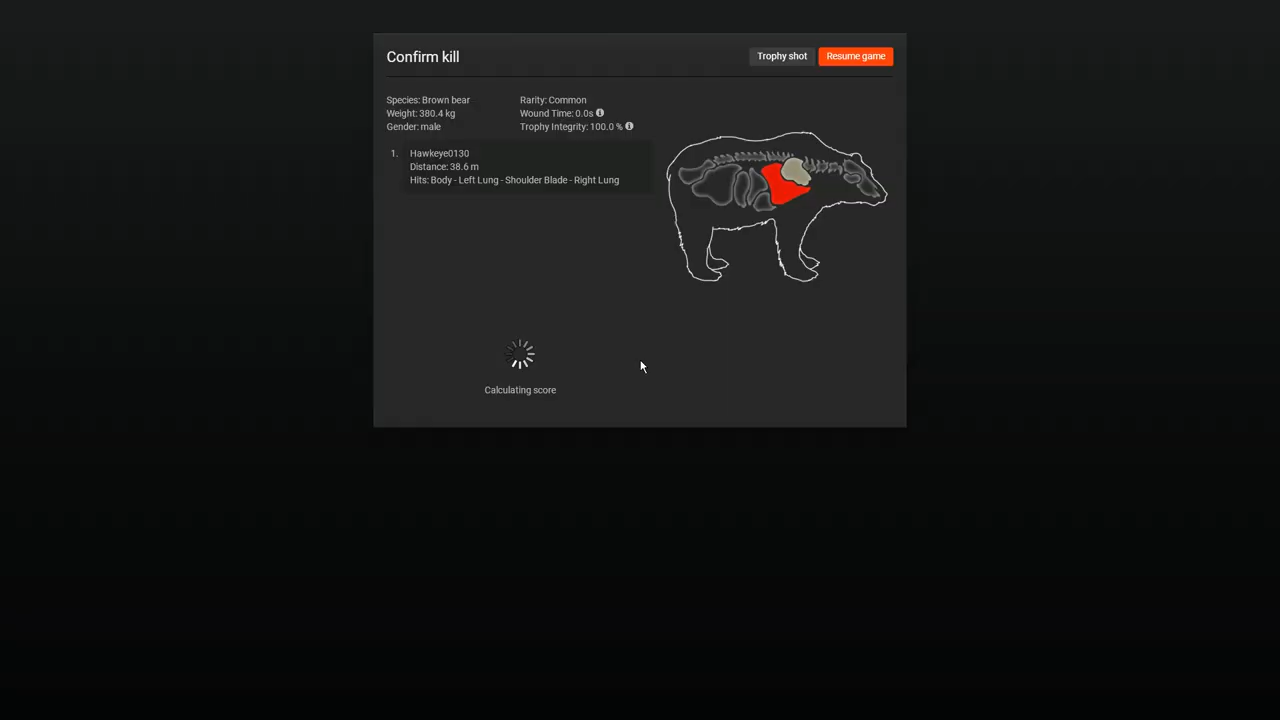 Confirm kill
Trophy shot
Resume game
Species: Brown bear
Weight: 380.4 kg
Gender: male
Rarity: Common
Wound Time: 0.0s
Trophy Integrity: 100.0 %
1.
Hawkeye0130
Distance: 38.6 m
Hits: Body - Left Lung - Shoulder Blade - Right Lung
Calculating score